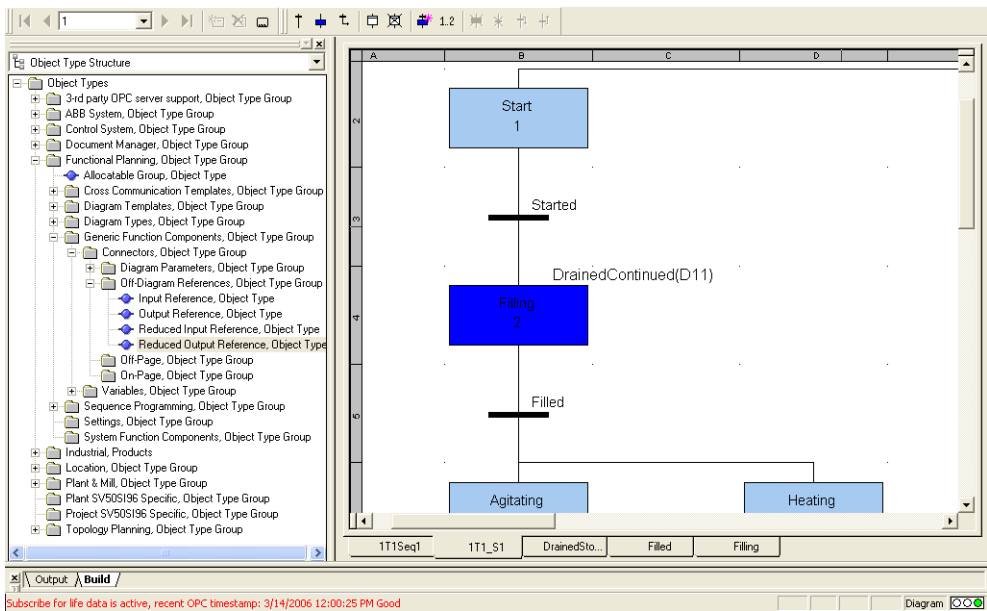 1
1.2
Object Type Structure
Object Types
3-rd party OPC server support, Object Type Group
ABB System, Object Type Group
Control System, Object Type Group
Document Manager, Object Type Group
Functional Planning, Object Type Group
Allocatable Group, Object Type
Cross Communication Templates, Object Type Group
Diagram Templates, Object Type Group
Diagram Types, Object Type Group
Generic Function Components, Object Type Group
Connectors, Object Type Group
Diagram Parameters, Object Type Group
Off-Diagram References, Object Type Group
Input Reference, Object Type
Output Reference, Object Type
Reduced Input Reference, Object Type
Reduced Output Reference, Object Type
Off-Page, Object Type Group
On-Page, Object Type Group
Variables, Object Type Group
Sequence Programming, Object Type Group
Settings, Object Type Group
System Function Components, Object Type Group
Industrial, Products
Location, Object Type Group
Plant & Mill, Object Type Group
Plant SV50SI96 Specific, Object Type Group
Project SV50SI96 Specific, Object Type Group
Topology Planning, Object Type Group
A B C D
2
Start
1
3
Started
DrainedContinued(D11)
4
Filling
2
5
Filled
Agitating Heating
1T1Seq1 1T1_S1 DrainedSto... Filled Filling
Output Build
Subscribe for life data is active, recent OPC timestamp: 3/14/2006 12:00:25 PM Good Diagram